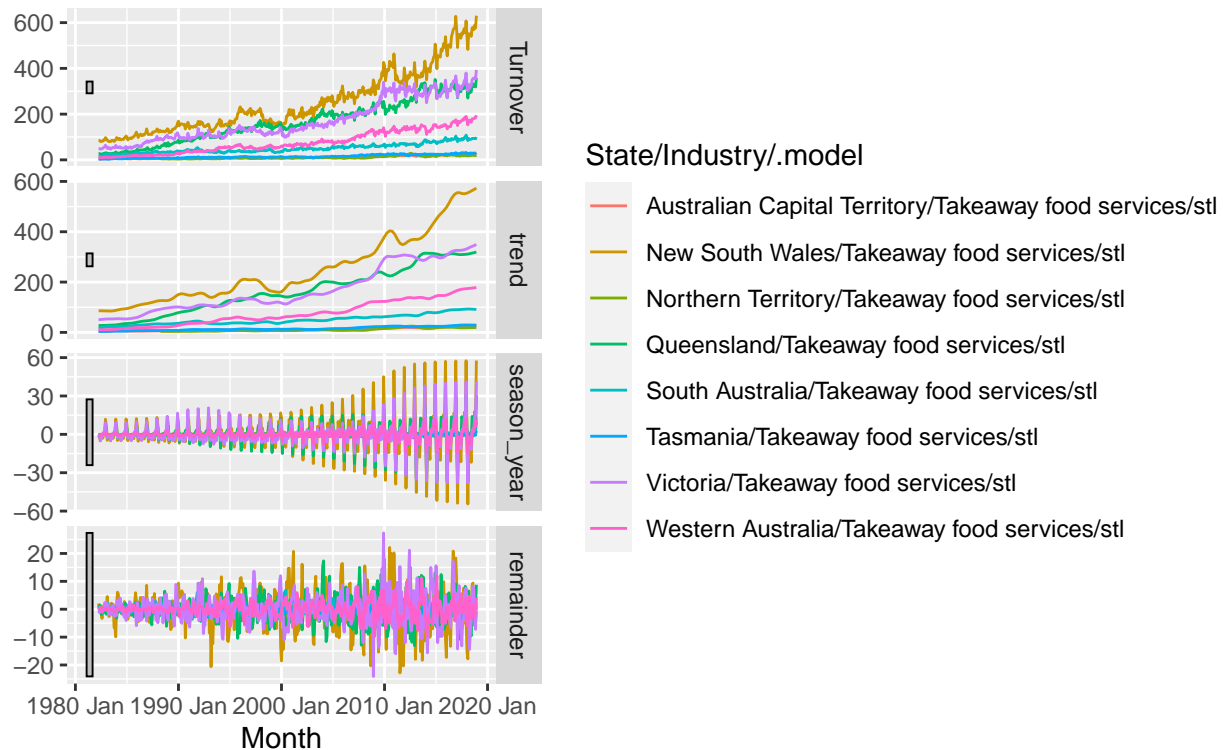 600
400
200
0
Turnover
600
400
200
0
trend
60
30
0
−30
−60
season_year
20
10
0
−10
−20
remainder
1980 Jan 1990 Jan 2000 Jan 2010 Jan 2020 Jan
Month
State/Industry/.model
Australian Capital Territory/Takeaway food services/stl
New South Wales/Takeaway food services/stl
Northern Territory/Takeaway food services/stl
Queensland/Takeaway food services/stl
South Australia/Takeaway food services/stl
Tasmania/Takeaway food services/stl
Victoria/Takeaway food services/stl
Western Australia/Takeaway food services/stl